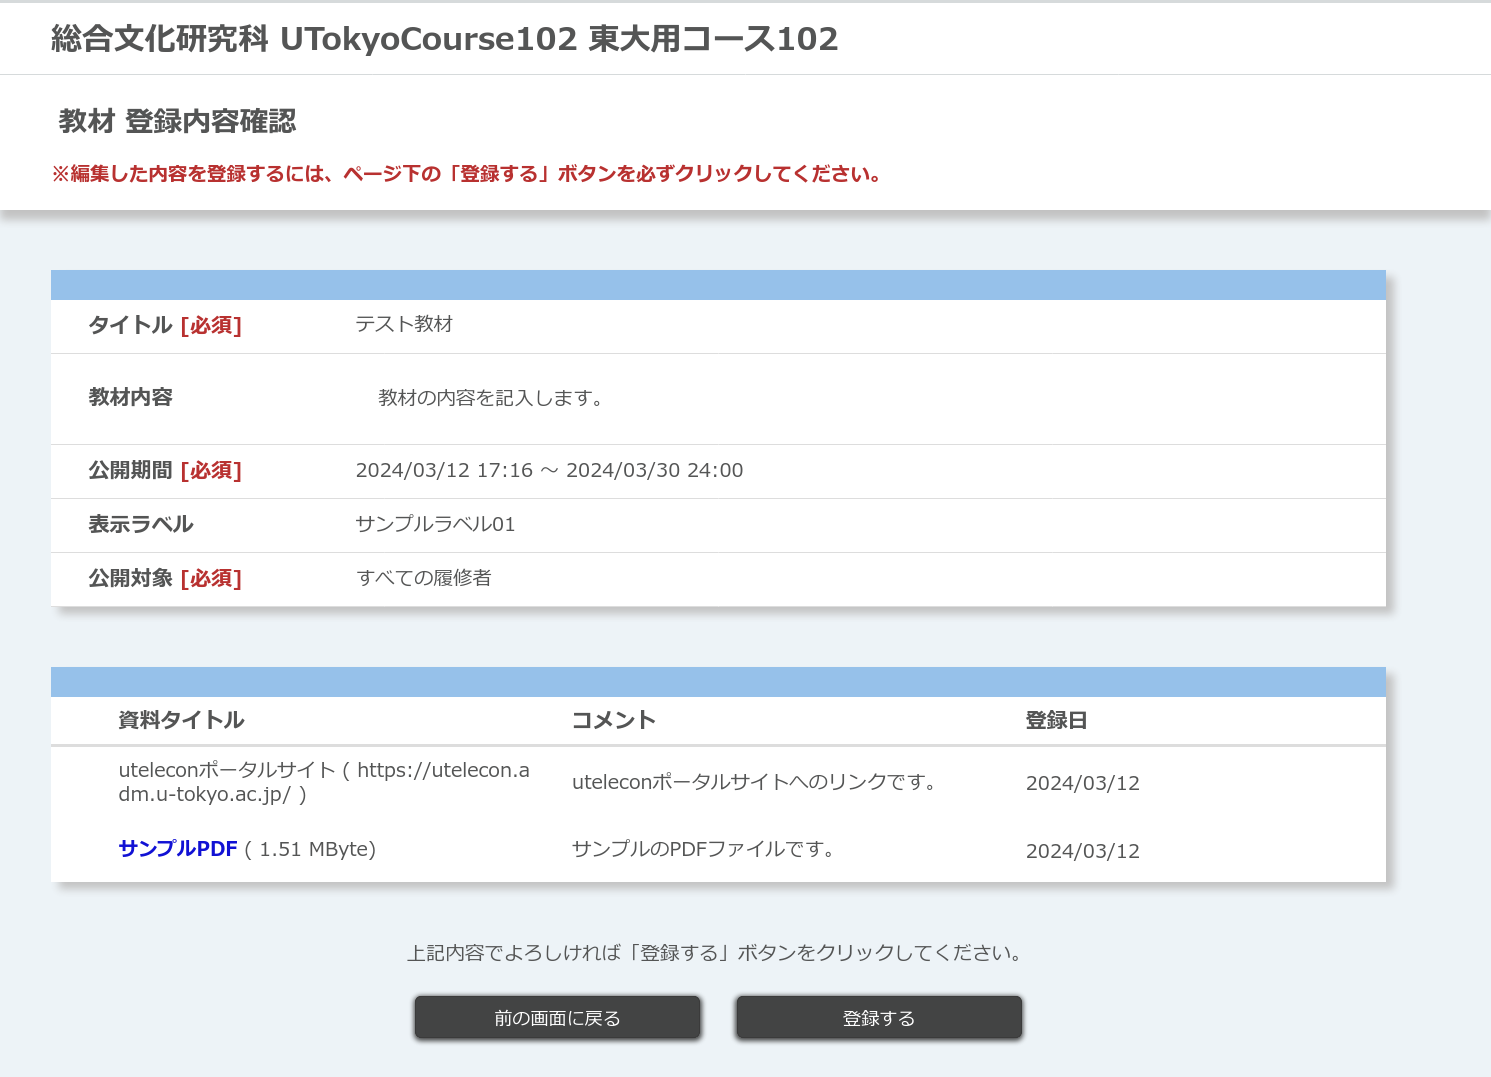 総合文化研究科 UTokyoCourse102 東大用コース102
教材 登録内容確認
※編集した内容を登録するには、ページ下の「登録する」ボタンを必ずクリックしてください。
タイトル [必須] テスト教材
教材内容 教材の内容を記入します。
公開期間 [必須] 2024/03/12 17:16 ～ 2024/03/30 24:00
表示ラベル サンプルラベル01
公開対象 [必須] すべての履修者
資料タイトル コメント 登録日
uteleconポータルサイト ( https://utelecon.a
dm.u-tokyo.ac.jp/ ) uteleconポータルサイトへのリンクです。 2024/03/12
サンプルPDF ( 1.51 MByte) サンプルのPDFファイルです。 2024/03/12
上記内容でよろしければ「登録する」ボタンをクリックしてください。
前の画面に戻る 登録する